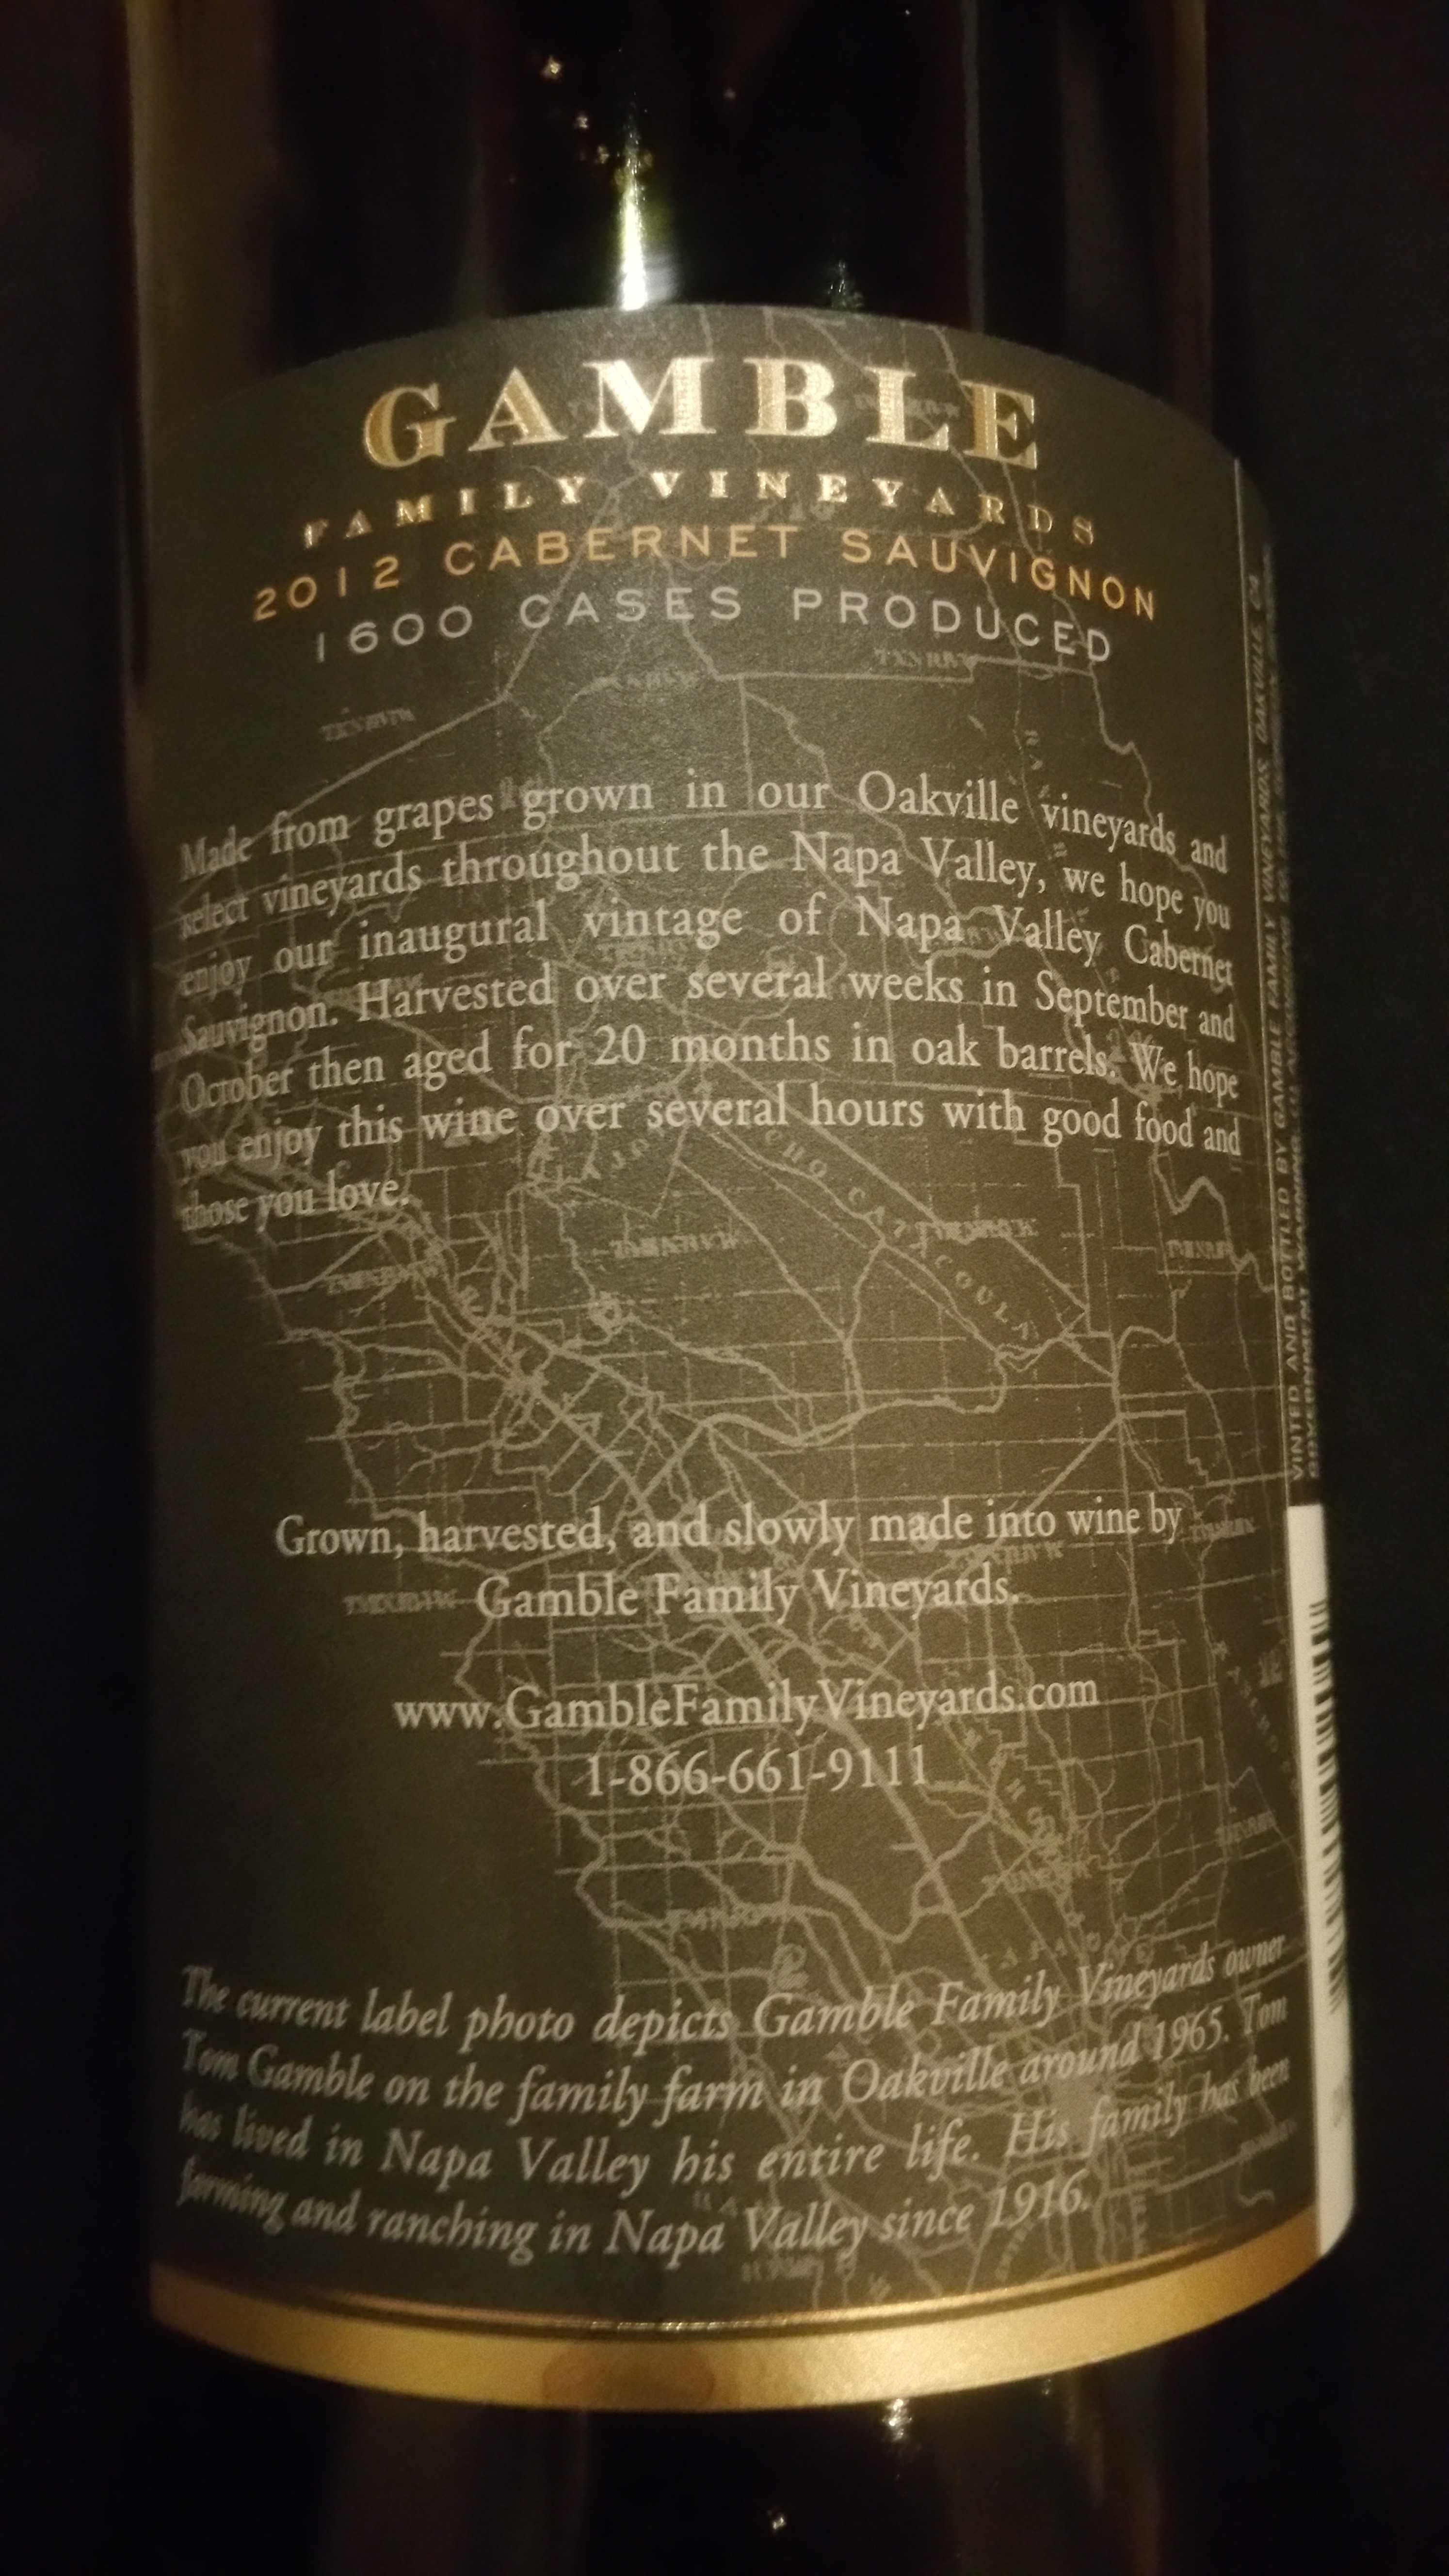 GAMBLE
FAMILY VINEYARDS
2012 CABERNET SAUVIGNON
1600 CASES PRODUCED
Made from grapes grown in our Oakville vineyards and
select vineyards throughout the Napa Valley, we hope you
enjoy our inaugural vintage of Napa Valley Cabernet
Sauvignon. Harvested over several weeks in September and
October then aged for 20 months in oak barrels. We hope
you enjoy this wine over several hours with good food and
those you love.
Grown, harvested, and slowly made into wine by
Gamble Family Vineyards.
www.GambleFamilyVineyards.com
1-866-661-9111
The current label photo depicts Gamble Family Vineyards owner
Tom Gamble on the family farm in Oakville around 1965. Tom
has lived in Napa Valley his entire life. His family has been
farming and ranching in Napa Valley since 1916.
VINTED AND BOTTLED BY GAMBLE FAMILY VINEYARDS OAKVILLE CA
GOVERNMENT WARNING: